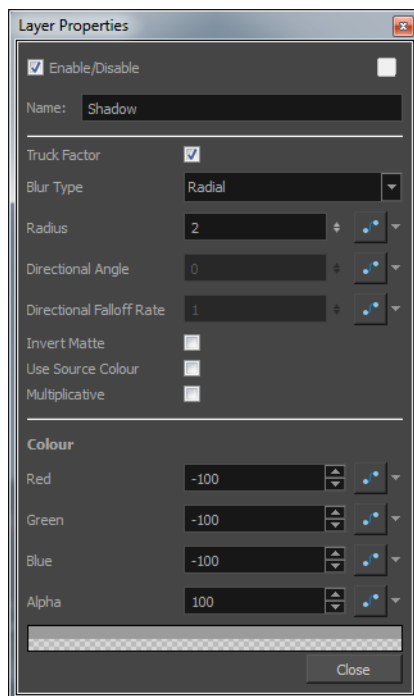 Layer Properties
Enable/Disable
Name: Shadow
Truck Factor
Blur Type Radial
Radius 2
Directional Angle 0
Directional Falloff Rate 1
Invert Matte
Use Source Colour
Multiplicative
Colour
Red -100
Green -100
Blue -100
Alpha 100
Close